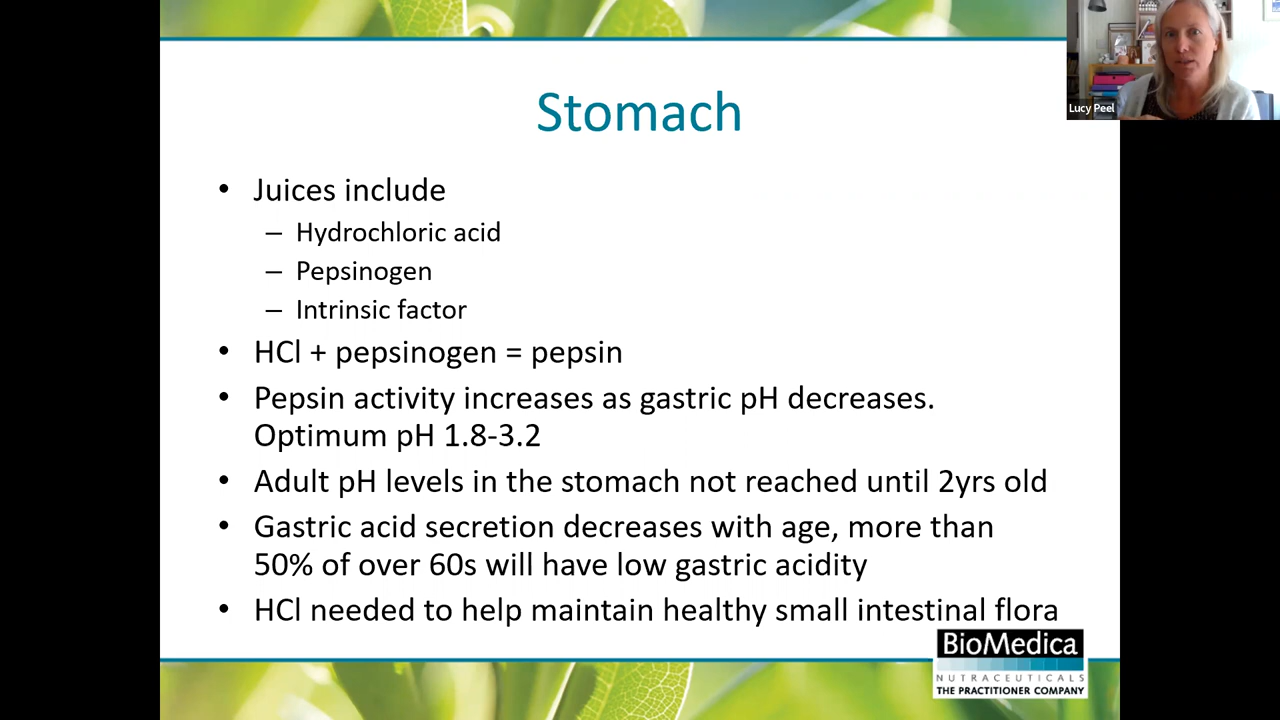 Stomach
Lucy Peel
• Juices include
– Hydrochloric acid
– Pepsinogen
– Intrinsic factor
• HCl + pepsinogen = pepsin
• Pepsin activity increases as gastric pH decreases.
Optimum pH 1.8-3.2
• Adult pH levels in the stomach not reached until 2yrs old
• Gastric acid secretion decreases with age, more than
50% of over 60s will have low gastric acidity
• HCl needed to help maintain healthy small intestinal flora
BioMedica
NUTRACEUTICALS
THE PRACTITIONER COMPANY